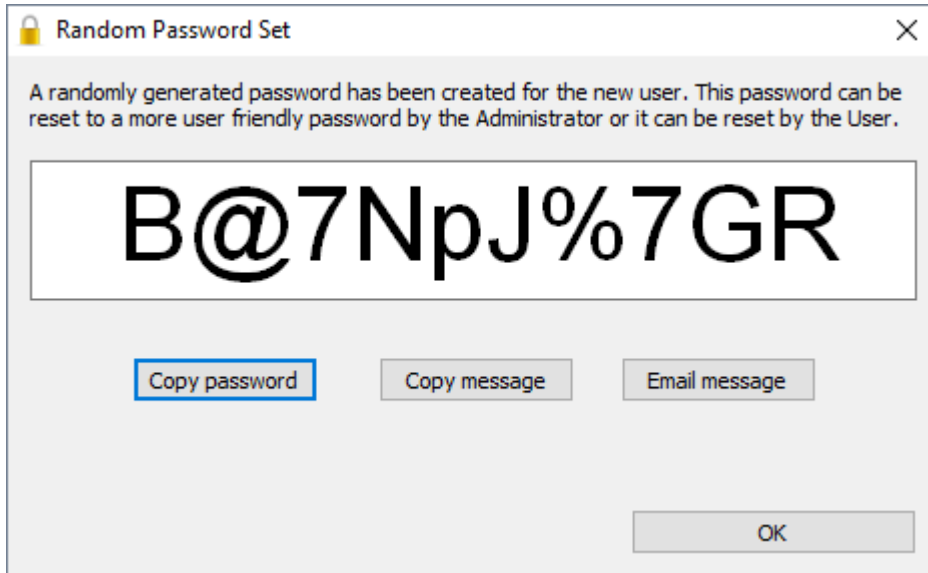 Random Password Set
A randomly generated password has been created for the new user. This password can be
reset to a more user friendly password by the Administrator or it can be reset by the User.
B@7NpJ%7GR
Copy password Copy message Email message
OK